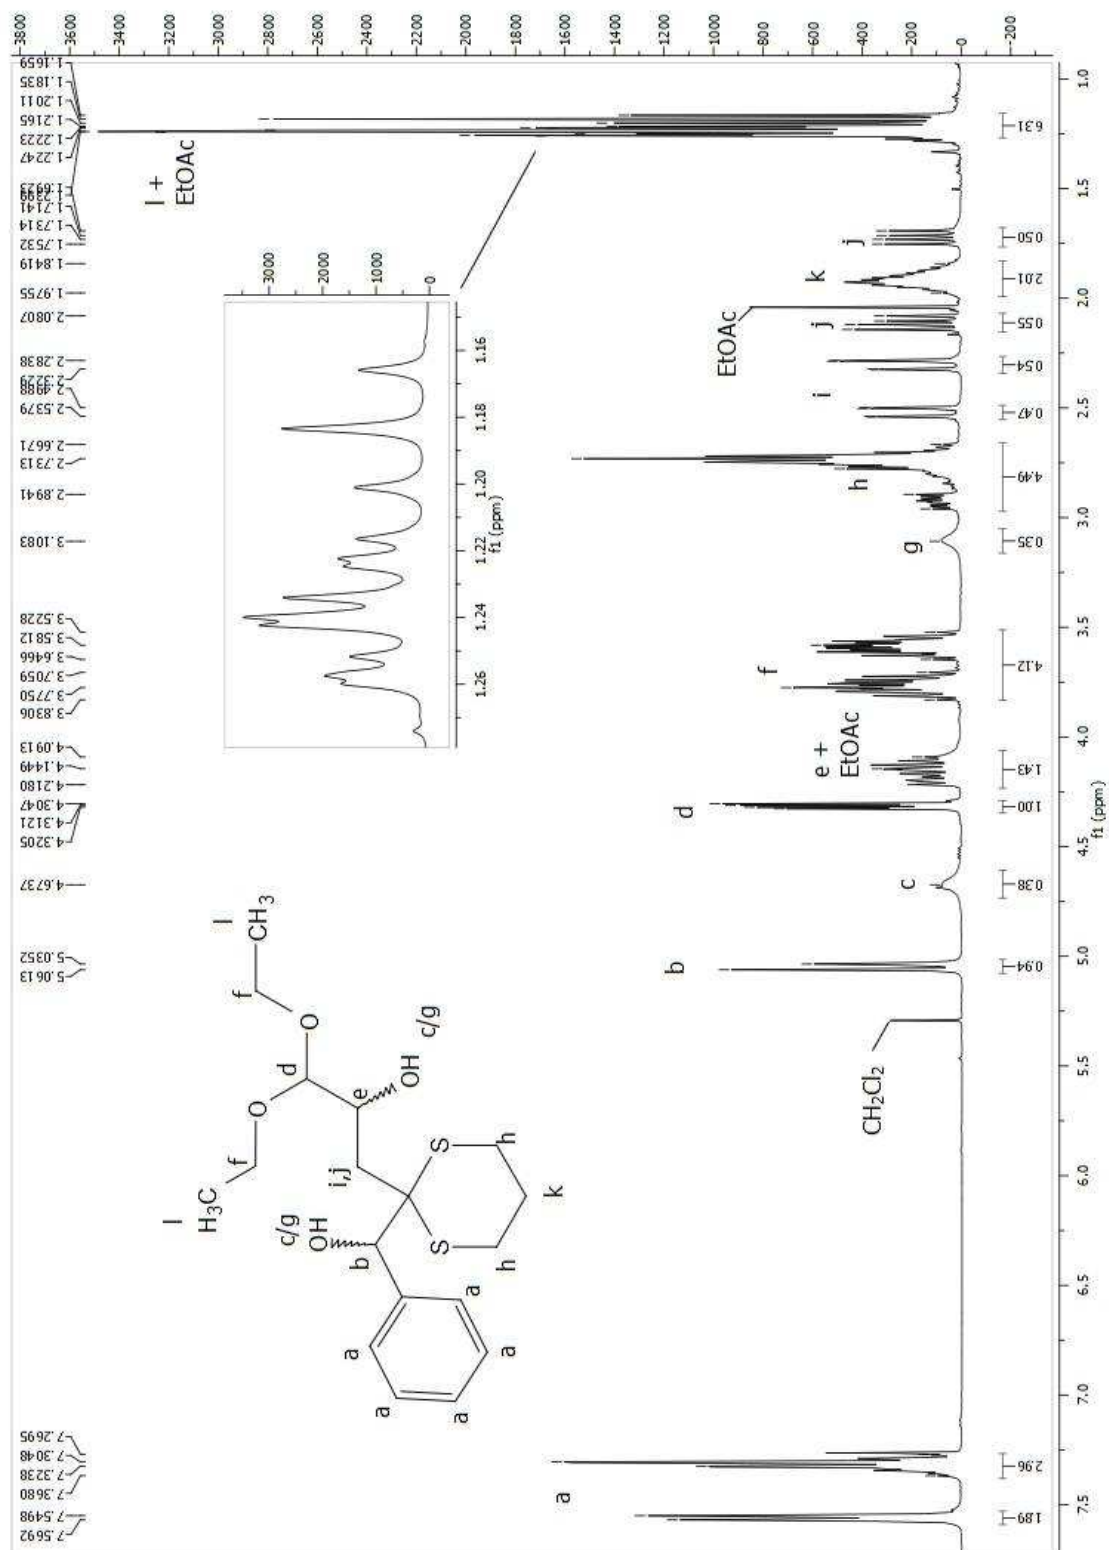 7.5692
7.5498
7.3680
7.3238
7.3048
7.2695
5.0613
5.0352
4.6737
4.3205
4.3121
4.3047
4.2180
4.1449
4.0913
3.8306
3.7750
3.7059
3.6466
3.5812
3.5228
3.1083
2.8941
2.7313
2.6671
2.5379
2.4988
2.3229
2.2838
2.0807
1.9755
1.8419
1.7532
1.7314
1.7141
1.6923
1.2399
1.2247
1.2223
1.2165
1.2011
1.1835
1.1659
3800
3600
3400
3200
3000
2800
2600
2400
2200
2000
1800
1600
1400
1200
1000
800
600
400
200
0
-200
l
H₃C
l
CH₃
f
f
O
d
O
c/g
OH
e
OH
c/g
b
i,j
S
S
h
h
k
a
a
a
a
a
3000
2000
1000
0
1.26
1.24
1.22
1.20
1.18
1.16
f1 (ppm)
l +
EtOAc
a
CH₂Cl₂
b
c
d
e +
EtOAc
f
g
h
i
j
EtOAc
k
j
1.89
2.96
0.94
0.38
1.00
1.43
4.12
0.35
4.49
0.47
0.54
0.55
2.01
0.50
6.31
7.5
7.0
6.5
6.0
5.5
5.0
4.5
4.0
3.5
3.0
2.5
2.0
1.5
1.0
f1 (ppm)